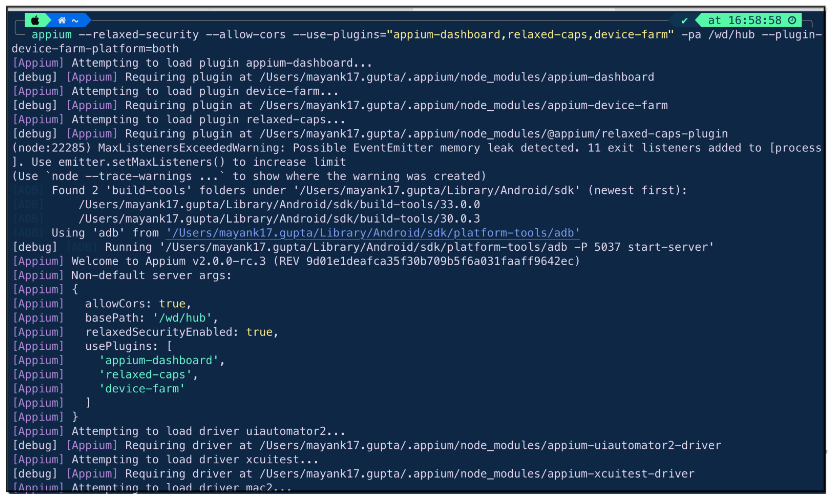 ~ ✔ at 16:58:58
appium --relaxed-security --allow-cors --use-plugins="appium-dashboard,relaxed-caps,device-farm" -pa /wd/hub --plugin-
device-farm-platform=both
[Appium] Attempting to load plugin appium-dashboard...
[debug] [Appium] Requiring plugin at /Users/mayank17.gupta/.appium/node_modules/appium-dashboard
[Appium] Attempting to load plugin device-farm...
[debug] [Appium] Requiring plugin at /Users/mayank17.gupta/.appium/node_modules/appium-device-farm
[Appium] Attempting to load plugin relaxed-caps...
[debug] [Appium] Requiring plugin at /Users/mayank17.gupta/.appium/node_modules/@appium/relaxed-caps-plugin
(node:22285) MaxListenersExceededWarning: Possible EventEmitter memory leak detected. 11 exit listeners added to [process
]. Use emitter.setMaxListeners() to increase limit
(Use `node --trace-warnings ...` to show where the warning was created)
[ADB] Found 2 'build-tools' folders under '/Users/mayank17.gupta/Library/Android/sdk' (newest first):
[ADB]     /Users/mayank17.gupta/Library/Android/sdk/build-tools/33.0.0
[ADB]     /Users/mayank17.gupta/Library/Android/sdk/build-tools/30.0.3
[ADB] Using 'adb' from '/Users/mayank17.gupta/Library/Android/sdk/platform-tools/adb'
[debug] [ADB] Running '/Users/mayank17.gupta/Library/Android/sdk/platform-tools/adb -P 5037 start-server'
[Appium] Welcome to Appium v2.0.0-rc.3 (REV 9d01e1deafca35f30b709b5f6a031faaff9642ec)
[Appium] Non-default server args:
[Appium] {
[Appium]   allowCors: true,
[Appium]   basePath: '/wd/hub',
[Appium]   relaxedSecurityEnabled: true,
[Appium]   usePlugins: [
[Appium]     'appium-dashboard',
[Appium]     'relaxed-caps',
[Appium]     'device-farm'
[Appium]   ]
[Appium] }
[Appium] Attempting to load driver uiautomator2...
[debug] [Appium] Requiring driver at /Users/mayank17.gupta/.appium/node_modules/appium-uiautomator2-driver
[Appium] Attempting to load driver xcuitest...
[debug] [Appium] Requiring driver at /Users/mayank17.gupta/.appium/node_modules/appium-xcuitest-driver
[Appium] Attempting to load driver mac2...